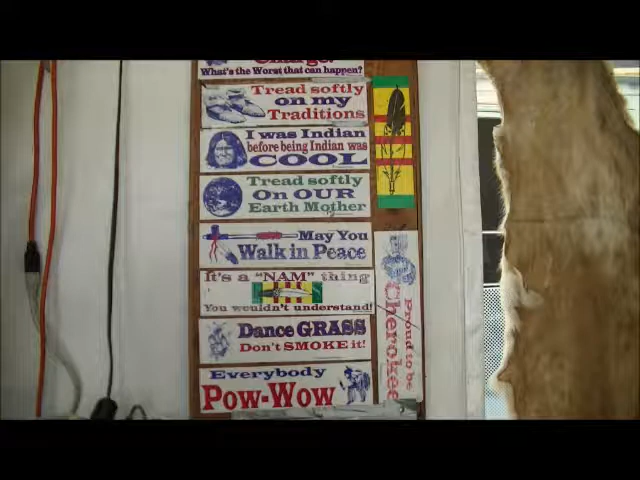 Charge!
What's the Worst that can happen?
Tread softly
on my
Traditions
I was Indian
before being Indian was
COOL
Tread softly
On OUR
Earth Mother
May You
Walk in Peace
It's a "NAM" thing
You wouldn't understand!
Dance GRASS
Don't SMOKE it!
Everybody
Pow-Wow
Proud to be
Cherokee